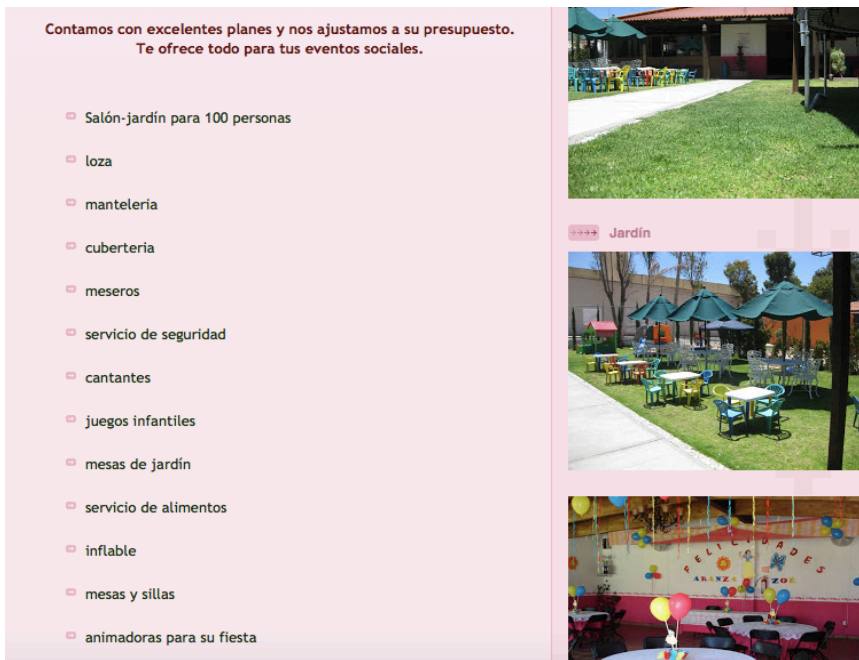 Contamos con excelentes planes y nos ajustamos a su presupuesto.
Te ofrece todo para tus eventos sociales.
Salón-jardín para 100 personas
loza
manteleria
cuberteria
meseros
servicio de seguridad
cantantes
juegos infantiles
mesas de jardín
servicio de alimentos
inflable
mesas y sillas
animadoras para su fiesta
Jardín
FELICIDADES
ARANZA ZOE